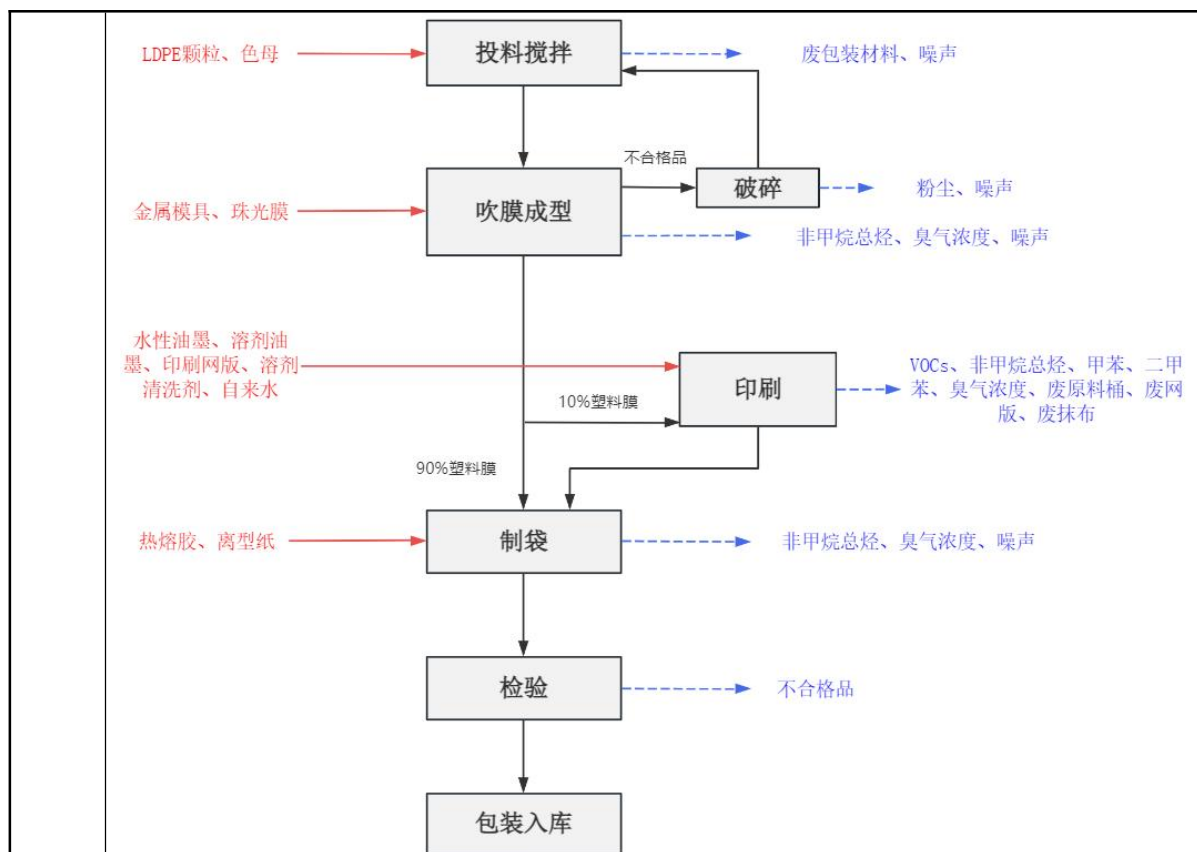 LDPE颗粒、色母
投料搅拌
废包装材料、噪声
不合格品
破碎
粉尘、噪声
金属模具、珠光膜
吹膜成型
非甲烷总烃、臭气浓度、噪声
水性油墨、溶剂油
墨、印刷网版、溶剂
清洗剂、自来水
印刷
VOCs、非甲烷总烃、甲苯、二甲
苯、臭气浓度、废原料桶、废网
版、废抹布
10%塑料膜
90%塑料膜
热熔胶、离型纸
制袋
非甲烷总烃、臭气浓度、噪声
检验
不合格品
包装入库